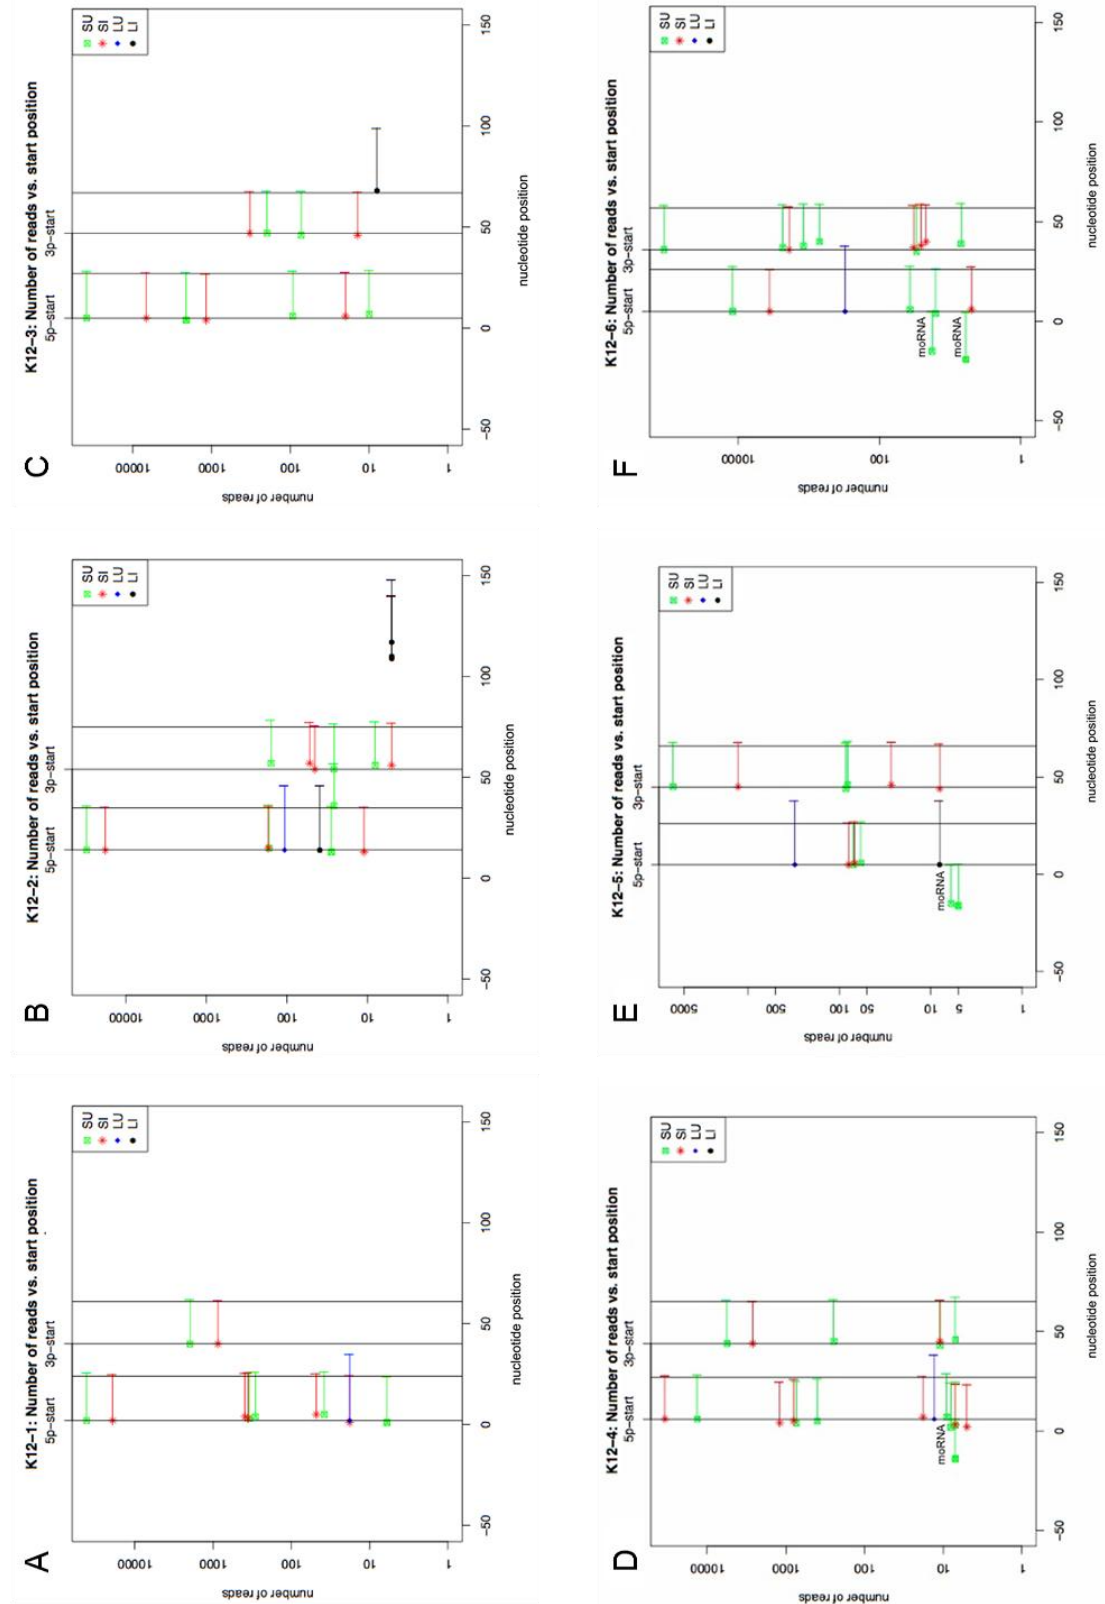 A
K12-1: Number of reads vs. start position
5p-start
3p-start
SU
SI
LU
LI
number of reads
10000
1000
100
10
1
-50
0
50
100
150
nucleotide position
B
K12-2: Number of reads vs. start position
5p-start
3p-start
SU
SI
LU
LI
number of reads
10000
1000
100
10
1
-50
0
50
100
150
nucleotide position
C
K12-3: Number of reads vs. start position
5p-start
3p-start
SU
SI
LU
LI
number of reads
10000
1000
100
10
1
-50
0
50
100
150
nucleotide position
D
K12-4: Number of reads vs. start position
5p-start
3p-start
SU
SI
LU
LI
moRNA
number of reads
10000
1000
100
10
1
-50
0
50
100
150
nucleotide position
E
K12-5: Number of reads vs. start position
5p-start
3p-start
SU
SI
LU
LI
moRNA
number of reads
5000
500
100
50
10
5
1
-50
0
50
100
150
nucleotide position
F
K12-6: Number of reads vs. start position
5p-start
3p-start
SU
SI
LU
LI
moRNA
moRNA
number of reads
10000
100
1
-50
0
50
100
150
nucleotide position